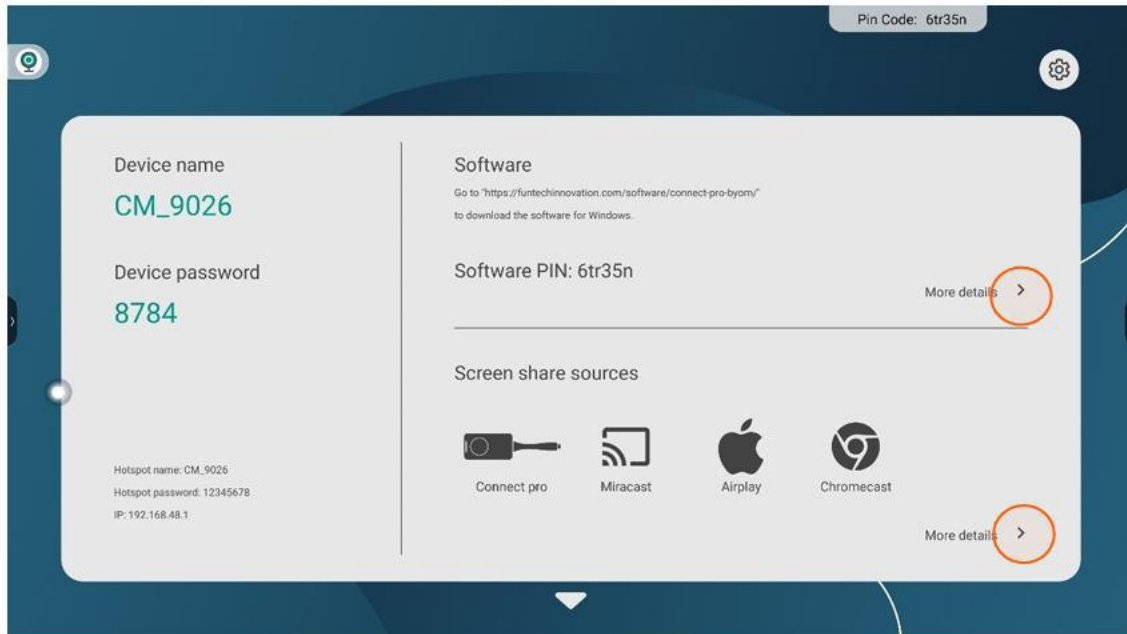 Pin Code: 6tr35n
Device name
CM_9026
Device password
8784
Hotspot name: CM_9026
Hotspot password: 12345678
IP: 192.168.48.1
Software
Go to "https://funtechinnovation.com/software/connect-pro-byom/"
to download the software for Windows.
Software PIN: 6tr35n
More details
Screen share sources
Connect pro
Miracast
Airplay
Chromecast
More details